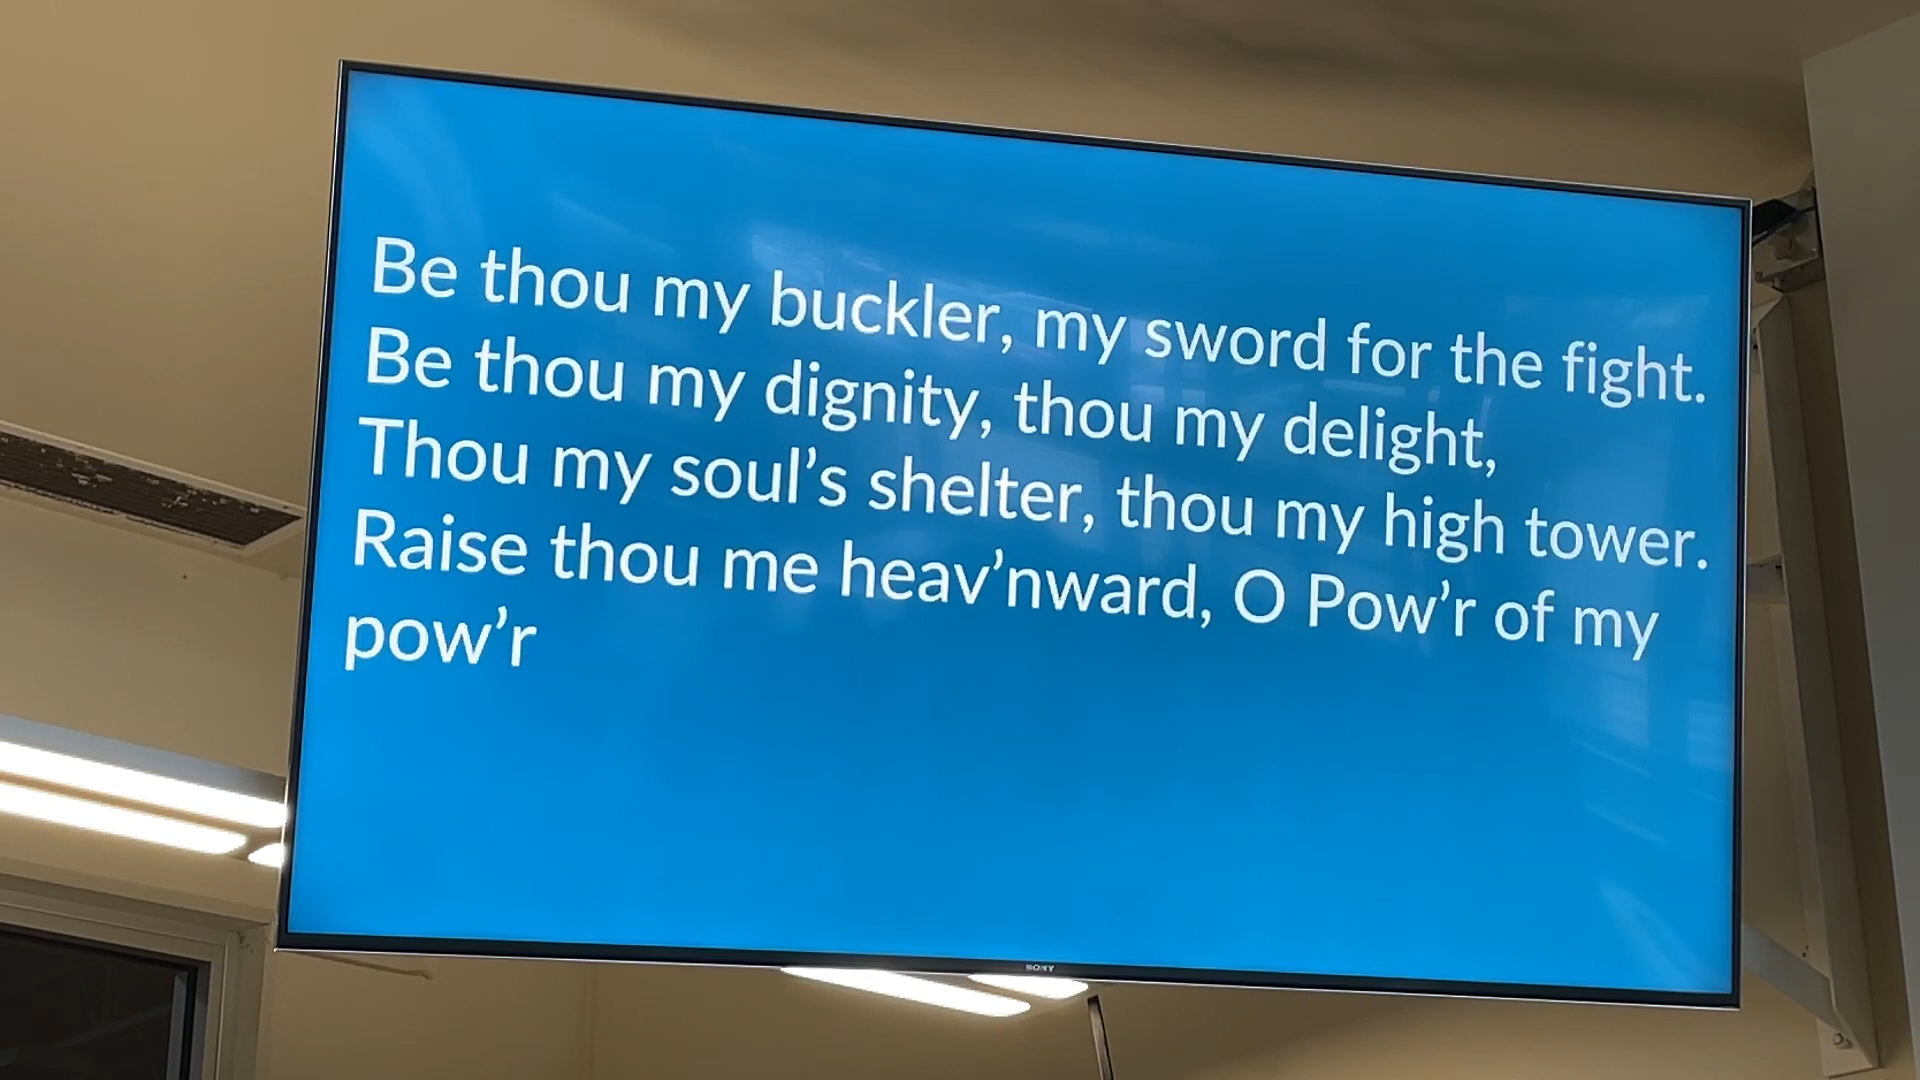 Be thou my buckler, my sword for the fight.
Be thou my dignity, thou my delight,
Thou my soul’s shelter, thou my high tower.
Raise thou me heav’nward, O Pow’r of my
pow’r
SONY